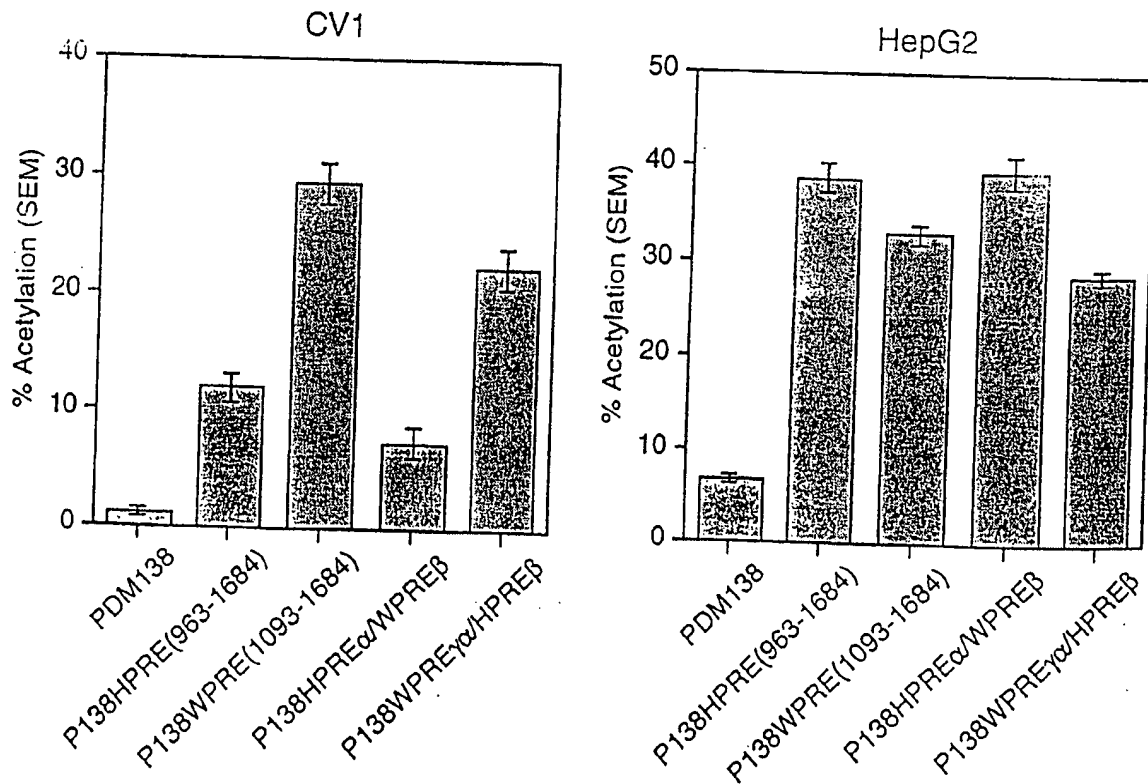 CV1
% Acetylation (SEM)
40
30
20
10
0
PDM138
P138HPRE(963-1684)
P138WPRE(1093-1684)
P138HPREα/WPREβ
P138WPREγα/HPREβ
HepG2
% Acetylation (SEM)
50
40
30
20
10
0
PDM138
P138HPRE(963-1684)
P138WPRE(1093-1684)
P138HPREα/WPREβ
P138WPREγα/HPREβ